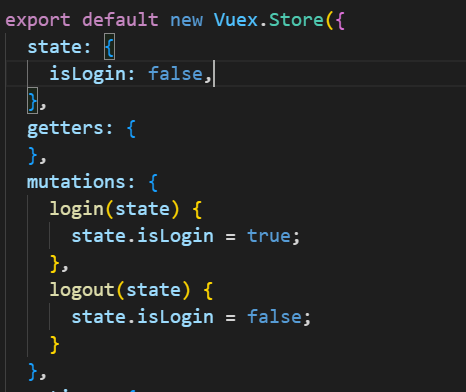 export default new Vuex.Store({
state: {
isLogin: false,
},
getters: {
},
mutations: {
login(state) {
state.isLogin = true;
},
logout(state) {
state.isLogin = false;
}
},